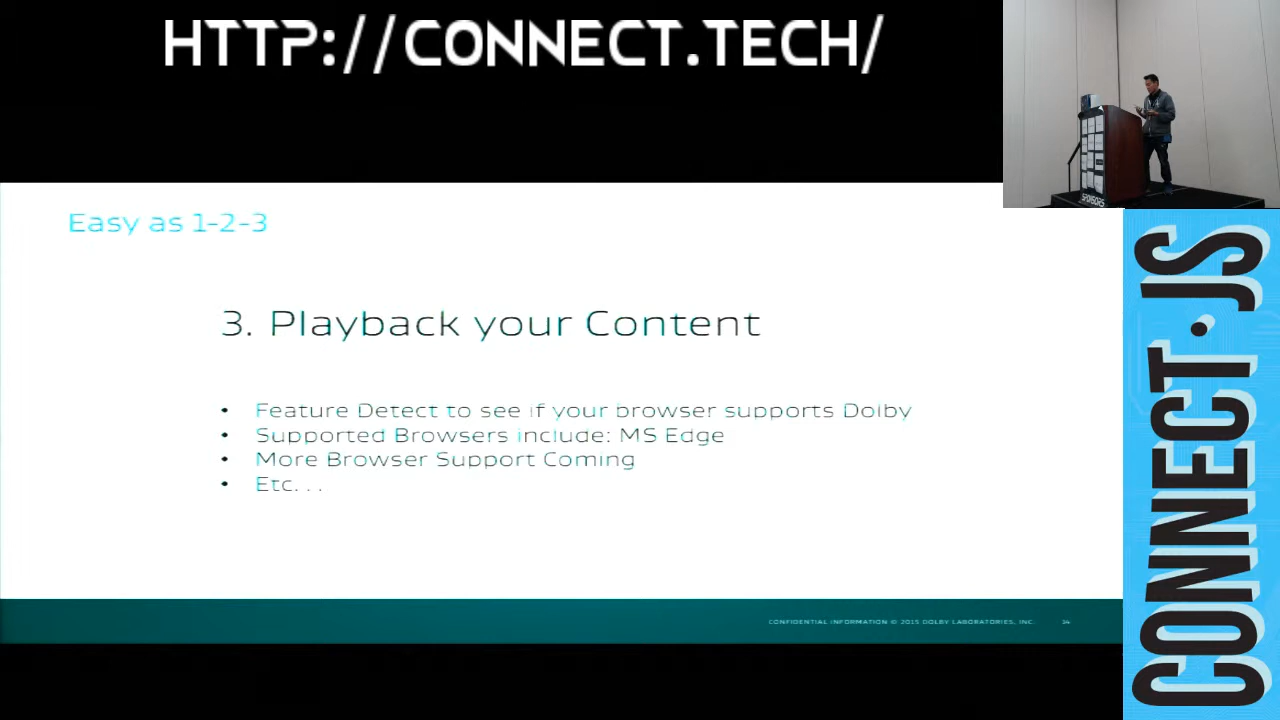 HTTP://CONNECT.TECH/
Easy as 1-2-3
3. Playback your Content
• Feature Detect to see if your browser supports Dolby
• Supported Browsers include: MS Edge
• More Browser Support Coming
• Etc. . .
CONFIDENTIAL INFORMATION © 2015 DOLBY LABORATORIES, INC.
34
SPONSORS
CONNECT.JS